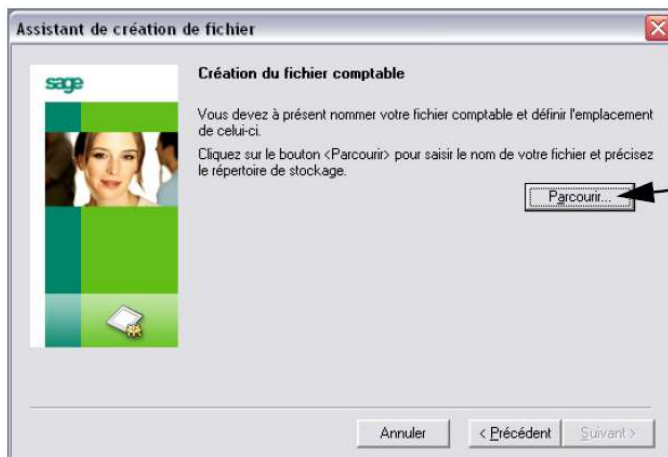 Assistant de création de fichier
sage
Création du fichier comptable
Vous devez à présent nommer votre fichier comptable et définir l'emplacement
de celui-ci.
Cliquez sur le bouton <Parcourir> pour saisir le nom de votre fichier et précisez
le répertoire de stockage.
Parcourir...
Annuler
< Précédent
Suivant >